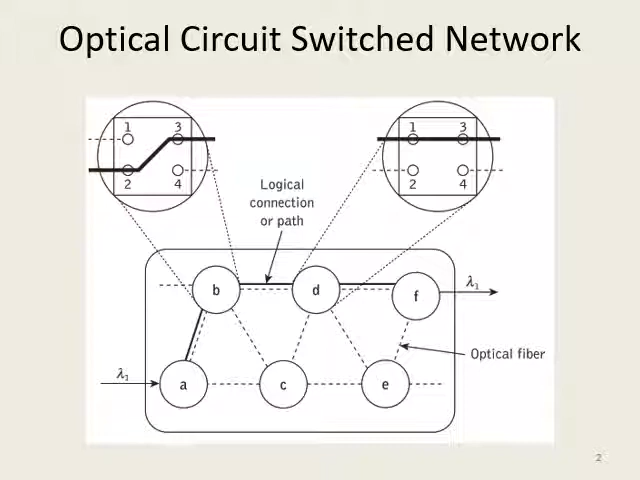 Optical Circuit Switched Network
1 3
2 4
1 3
2 4
Logical
connection
or path
b d f
λ1
λ1
a c e
Optical fiber
2